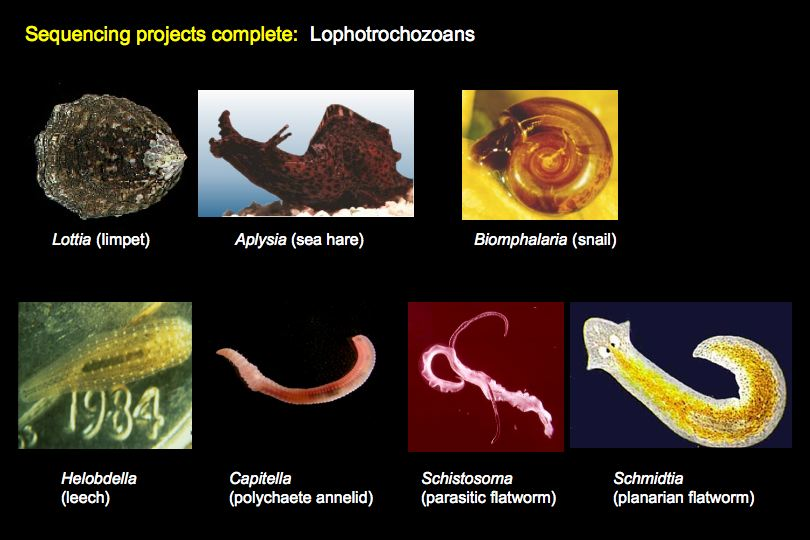 Sequencing projects complete: Lophotrochozoans
Lottia (limpet)
Aplysia (sea hare)
Biomphalaria (snail)
1984
Helobdella
(leech)
Capitella
(polychaete annelid)
Schistosoma
(parasitic flatworm)
Schmidtia
(planarian flatworm)